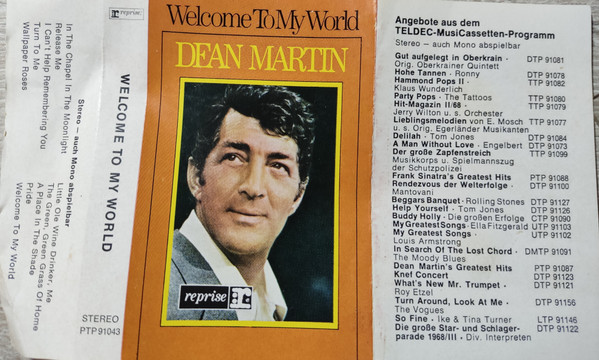 In The Chapel In The Moonlight
Release Me
I Can't Help Remembering You
Turn To Me
Wallpaper Roses
Stereo — auch Mono abspielbar
Little Ole Wine Drinker, Me
The Green, Green Grass Of Home
A Place In The Shade
Pride
Welcome To My World
reprise
WELCOME TO MY WORLD
STEREO
PTP 91043
Welcome To My World
DEAN MARTIN
reprise
Angebote aus dem
TELDEC-MusiCassetten-Programm
Stereo – auch Mono abspielbar
Gut aufgelegt in Oberkrain · DTP 91081
Orig. Oberkrainer Quintett
Hohe Tannen · Ronny DTP 91078
Hammond Pops II · DTP 91082
Klaus Wunderlich
Party Pops · The Tattoos TTP 91080
Hit-Magazin II/68 · TTP 91079
Jerry Wilton u. s. Orchester
Lieblingsmelodien von E. Mosch TTP 91077
u. s. Orig. Egerländer Musikanten
Delilah · Tom Jones DTP 91084
A Man Without Love · Engelbert DTP 91073
Der große Zapfenstreich TTP 91099
Musikkorps u. Spielmannszug
der Schutzpolizei
Frank Sinatra's Greatest Hits PTP 91088
Rendezvous der Welterfolge · DTP 91100
Mantovani
Beggars Banquet · Rolling Stones DTP 91127
Help Yourself · Tom Jones DTP 91126
Buddy Holly · Die großen Erfolge CTP 91090
My Greatest Songs · Ella Fitzgerald UTP 91103
My Greatest Songs · UTP 91102
Louis Armstrong
In Search Of The Lost Chord · DMTP 91091
The Moody Blues
Dean Martin's Greatest Hits PTP 91087
Knef Concert DTP 91123
What's New Mr. Trumpet · DTP 91121
Roy Etzel
Turn Around, Look At Me · DTP 91156
The Vogues
So Fine · Ike & Tina Turner LTP 91146
Die große Star- und Schlager- DTP 91122
parade 1968/III · Div. Interpreten